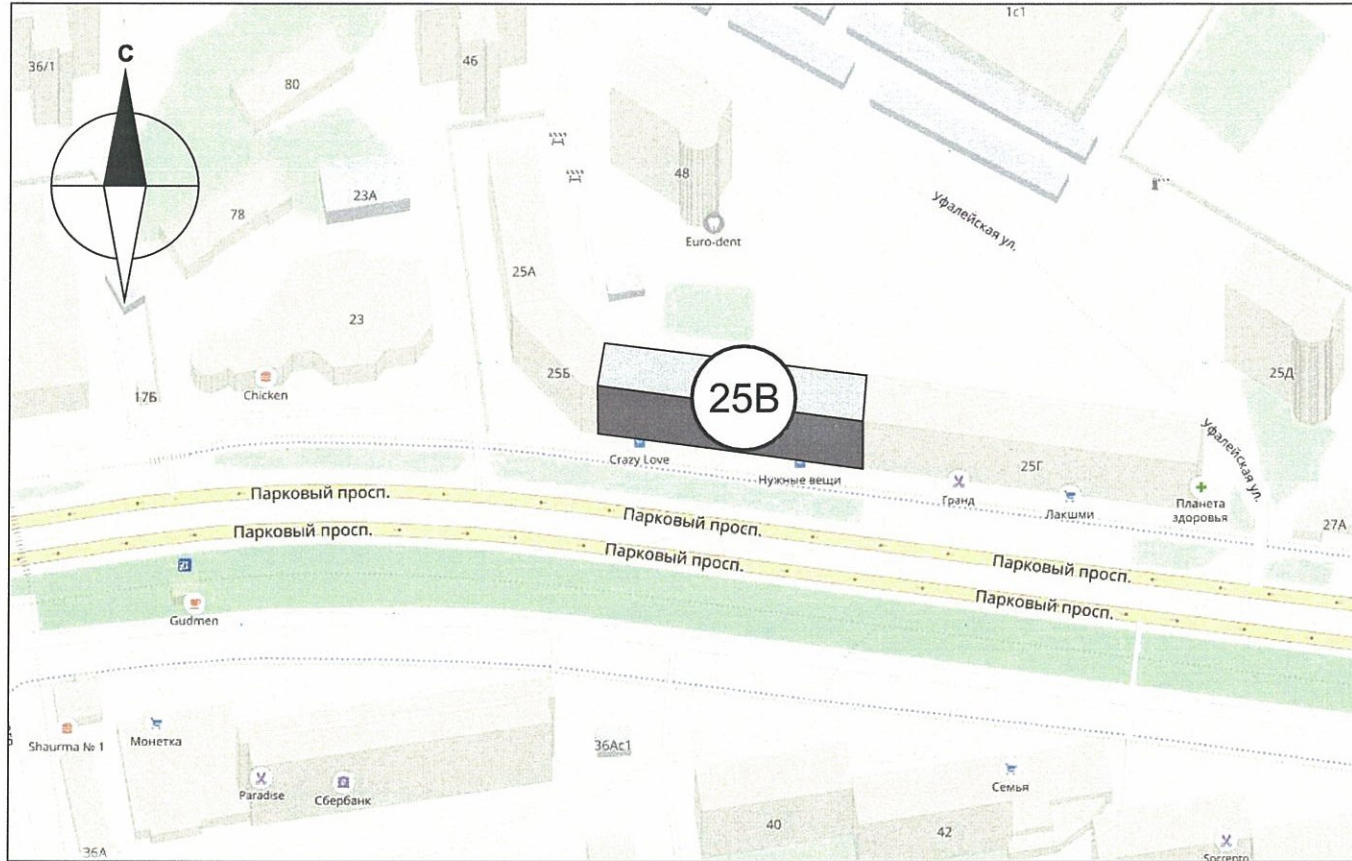 1с1
С
36/1
80
46
48
23А
78
Уфалейская ул.
Euro-dent
25А
23
25Б
25В
25Д
17Б
Chicken
Crazy Love
Нужные вещи
25Г
Гранд
Лакшми
Планета
здоровья
Уфалейская ул.
27А
Парковый просп.
Парковый просп.
Парковый просп.
Парковый просп.
Парковый просп.
Парковый просп.
Gudmen
Shaurma № 1
Монетка
36Ас1
Paradise
Сбербанк
Семья
40
42
36А
Sorrento